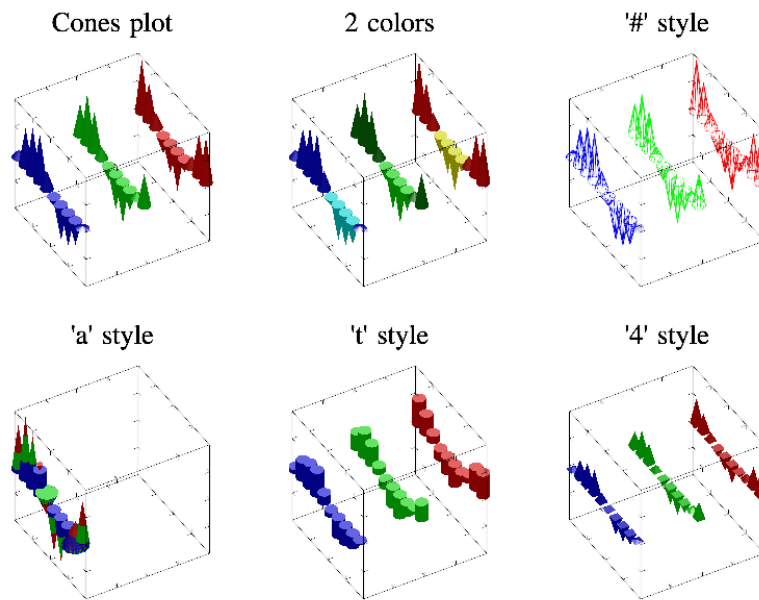 Cones plot
2 colors
'#' style
'a' style
't' style
'4' style